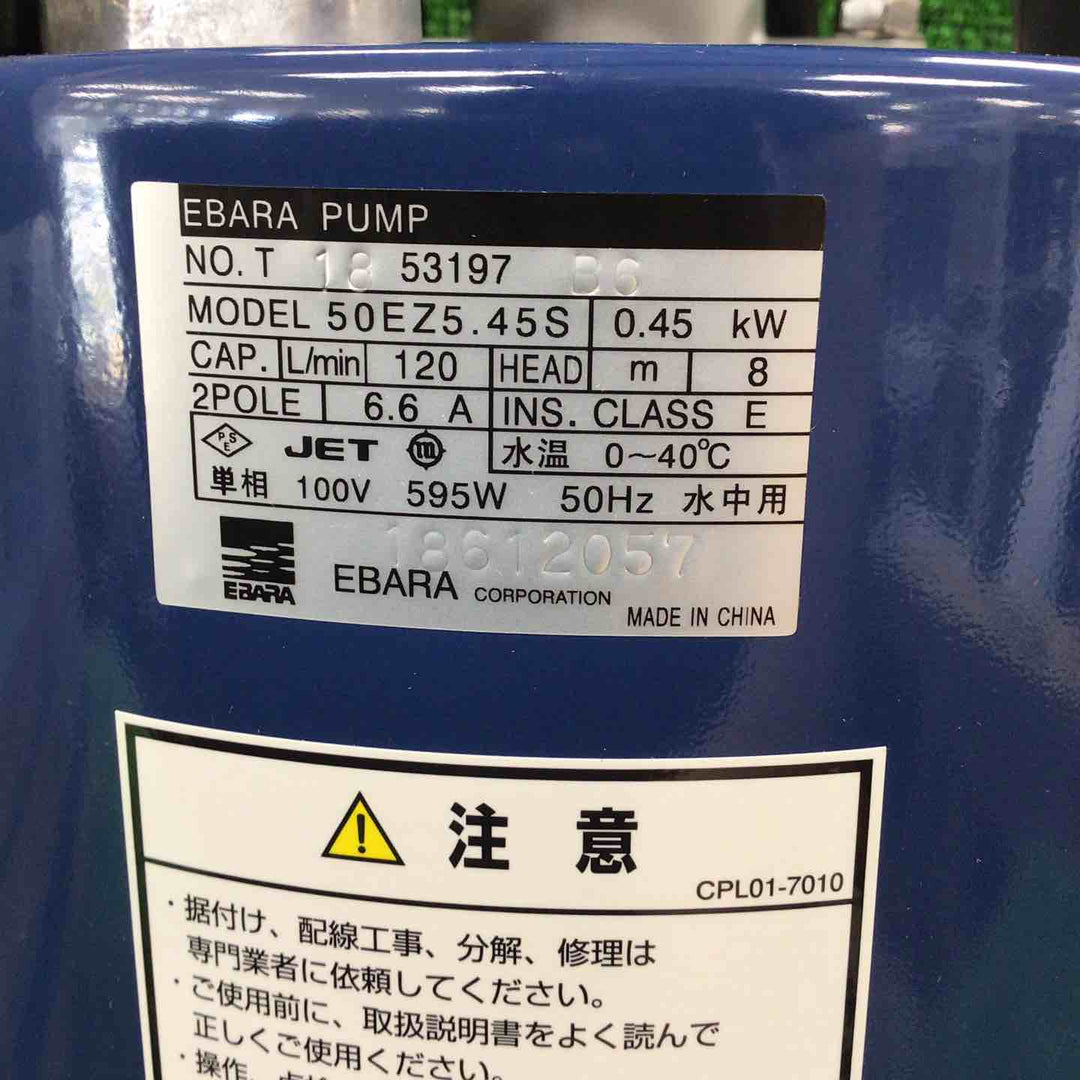 EBARA PUMP
NO. T 18 53197 B6
MODEL 50EZ5.45S 0.45 kW
CAP. L/min 120 HEAD m 8
2POLE 6.6 A INS. CLASS E
PSE JET 水温 0～40℃
単相 100V 595W 50Hz 水中用
18612057
EBARA EBARA CORPORATION
MADE IN CHINA
注意
CPL01-7010
・据付け、配線工事、分解、修理は
専門業者に依頼してください。
・ご使用前に、取扱説明書をよく読んで
正しくご使用ください。
・操作、点検